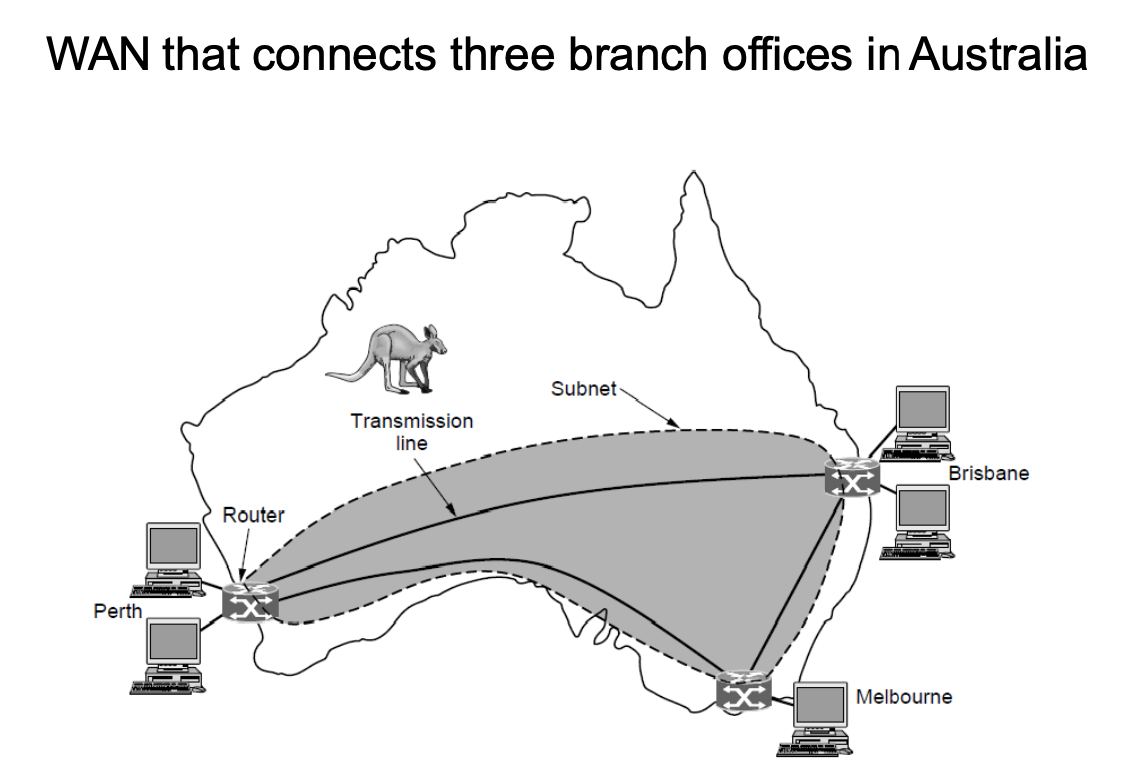 WAN that connects three branch offices in Australia
Subnet
Transmission
line
Brisbane
Router
Perth
Melbourne